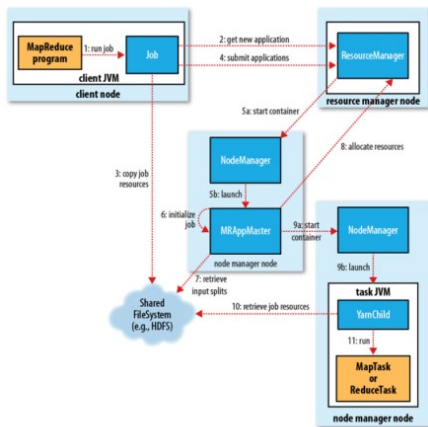 MapReduce
program
1: run job
Job
client JVM
client node
2: get new application
4: submit applications
ResourceManager
resource manager node
5a: start container
3: copy job
resources
NodeManager
5b: launch
8: allocate resources
6: initialize
job
MRAppMaster
9a: start
container
node manager node
NodeManager
7: retrieve
input splits
9b: launch
Shared
FileSystem
(e.g., HDFS)
10: retrieve job resources
task JVM
YarnChild
11: run
MapTask
or
ReduceTask
node manager node